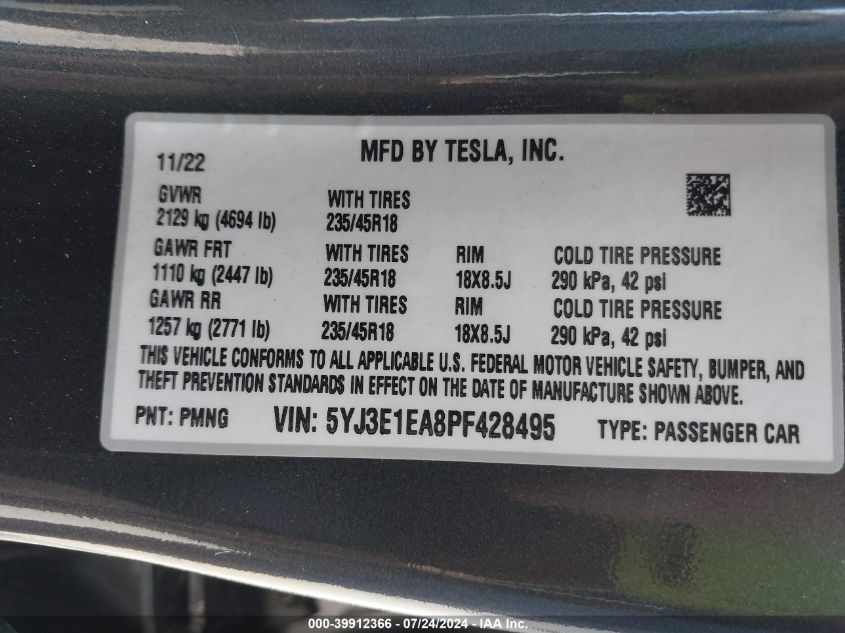 MFD BY TESLA, INC.
11/22
GVWR WITH TIRES
2129 kg (4694 lb) 235/45R18
GAWR FRT WITH TIRES RIM COLD TIRE PRESSURE
1110 kg (2447 lb) 235/45R18 18X8.5J 290 kPa, 42 psi
GAWR RR WITH TIRES RIM COLD TIRE PRESSURE
1257 kg (2771 lb) 235/45R18 18X8.5J 290 kPa, 42 psi
THIS VEHICLE CONFORMS TO ALL APPLICABLE U.S. FEDERAL MOTOR VEHICLE SAFETY, BUMPER, AND
THEFT PREVENTION STANDARDS IN EFFECT ON THE DATE OF MANUFACTURE SHOWN ABOVE.
PNT: PMNG VIN: 5YJ3E1EA8PF428495 TYPE: PASSENGER CAR
000-39912366 - 07/24/2024 - IAA Inc.